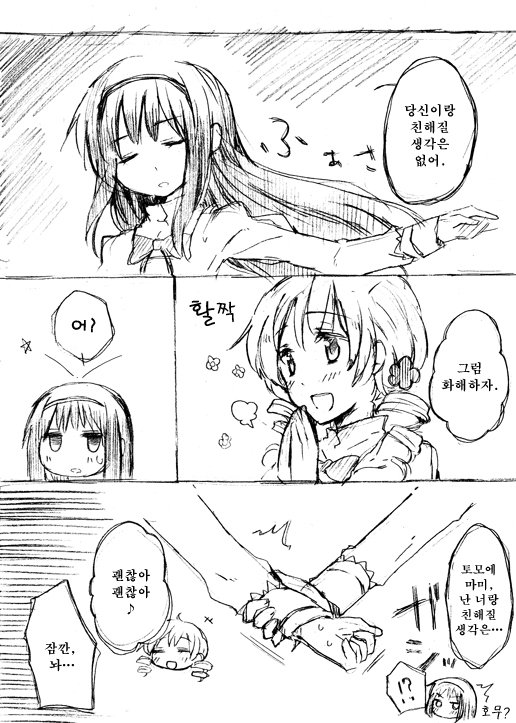 당신이랑
친해질
생각은
없어.
ふぁさ
어?
활짝
그럼
화해하자.
토모에
마미,
난 너랑
친해질
생각은…
괜찮아
괜찮아
♪
잠깐,
놔…
!?
호무?